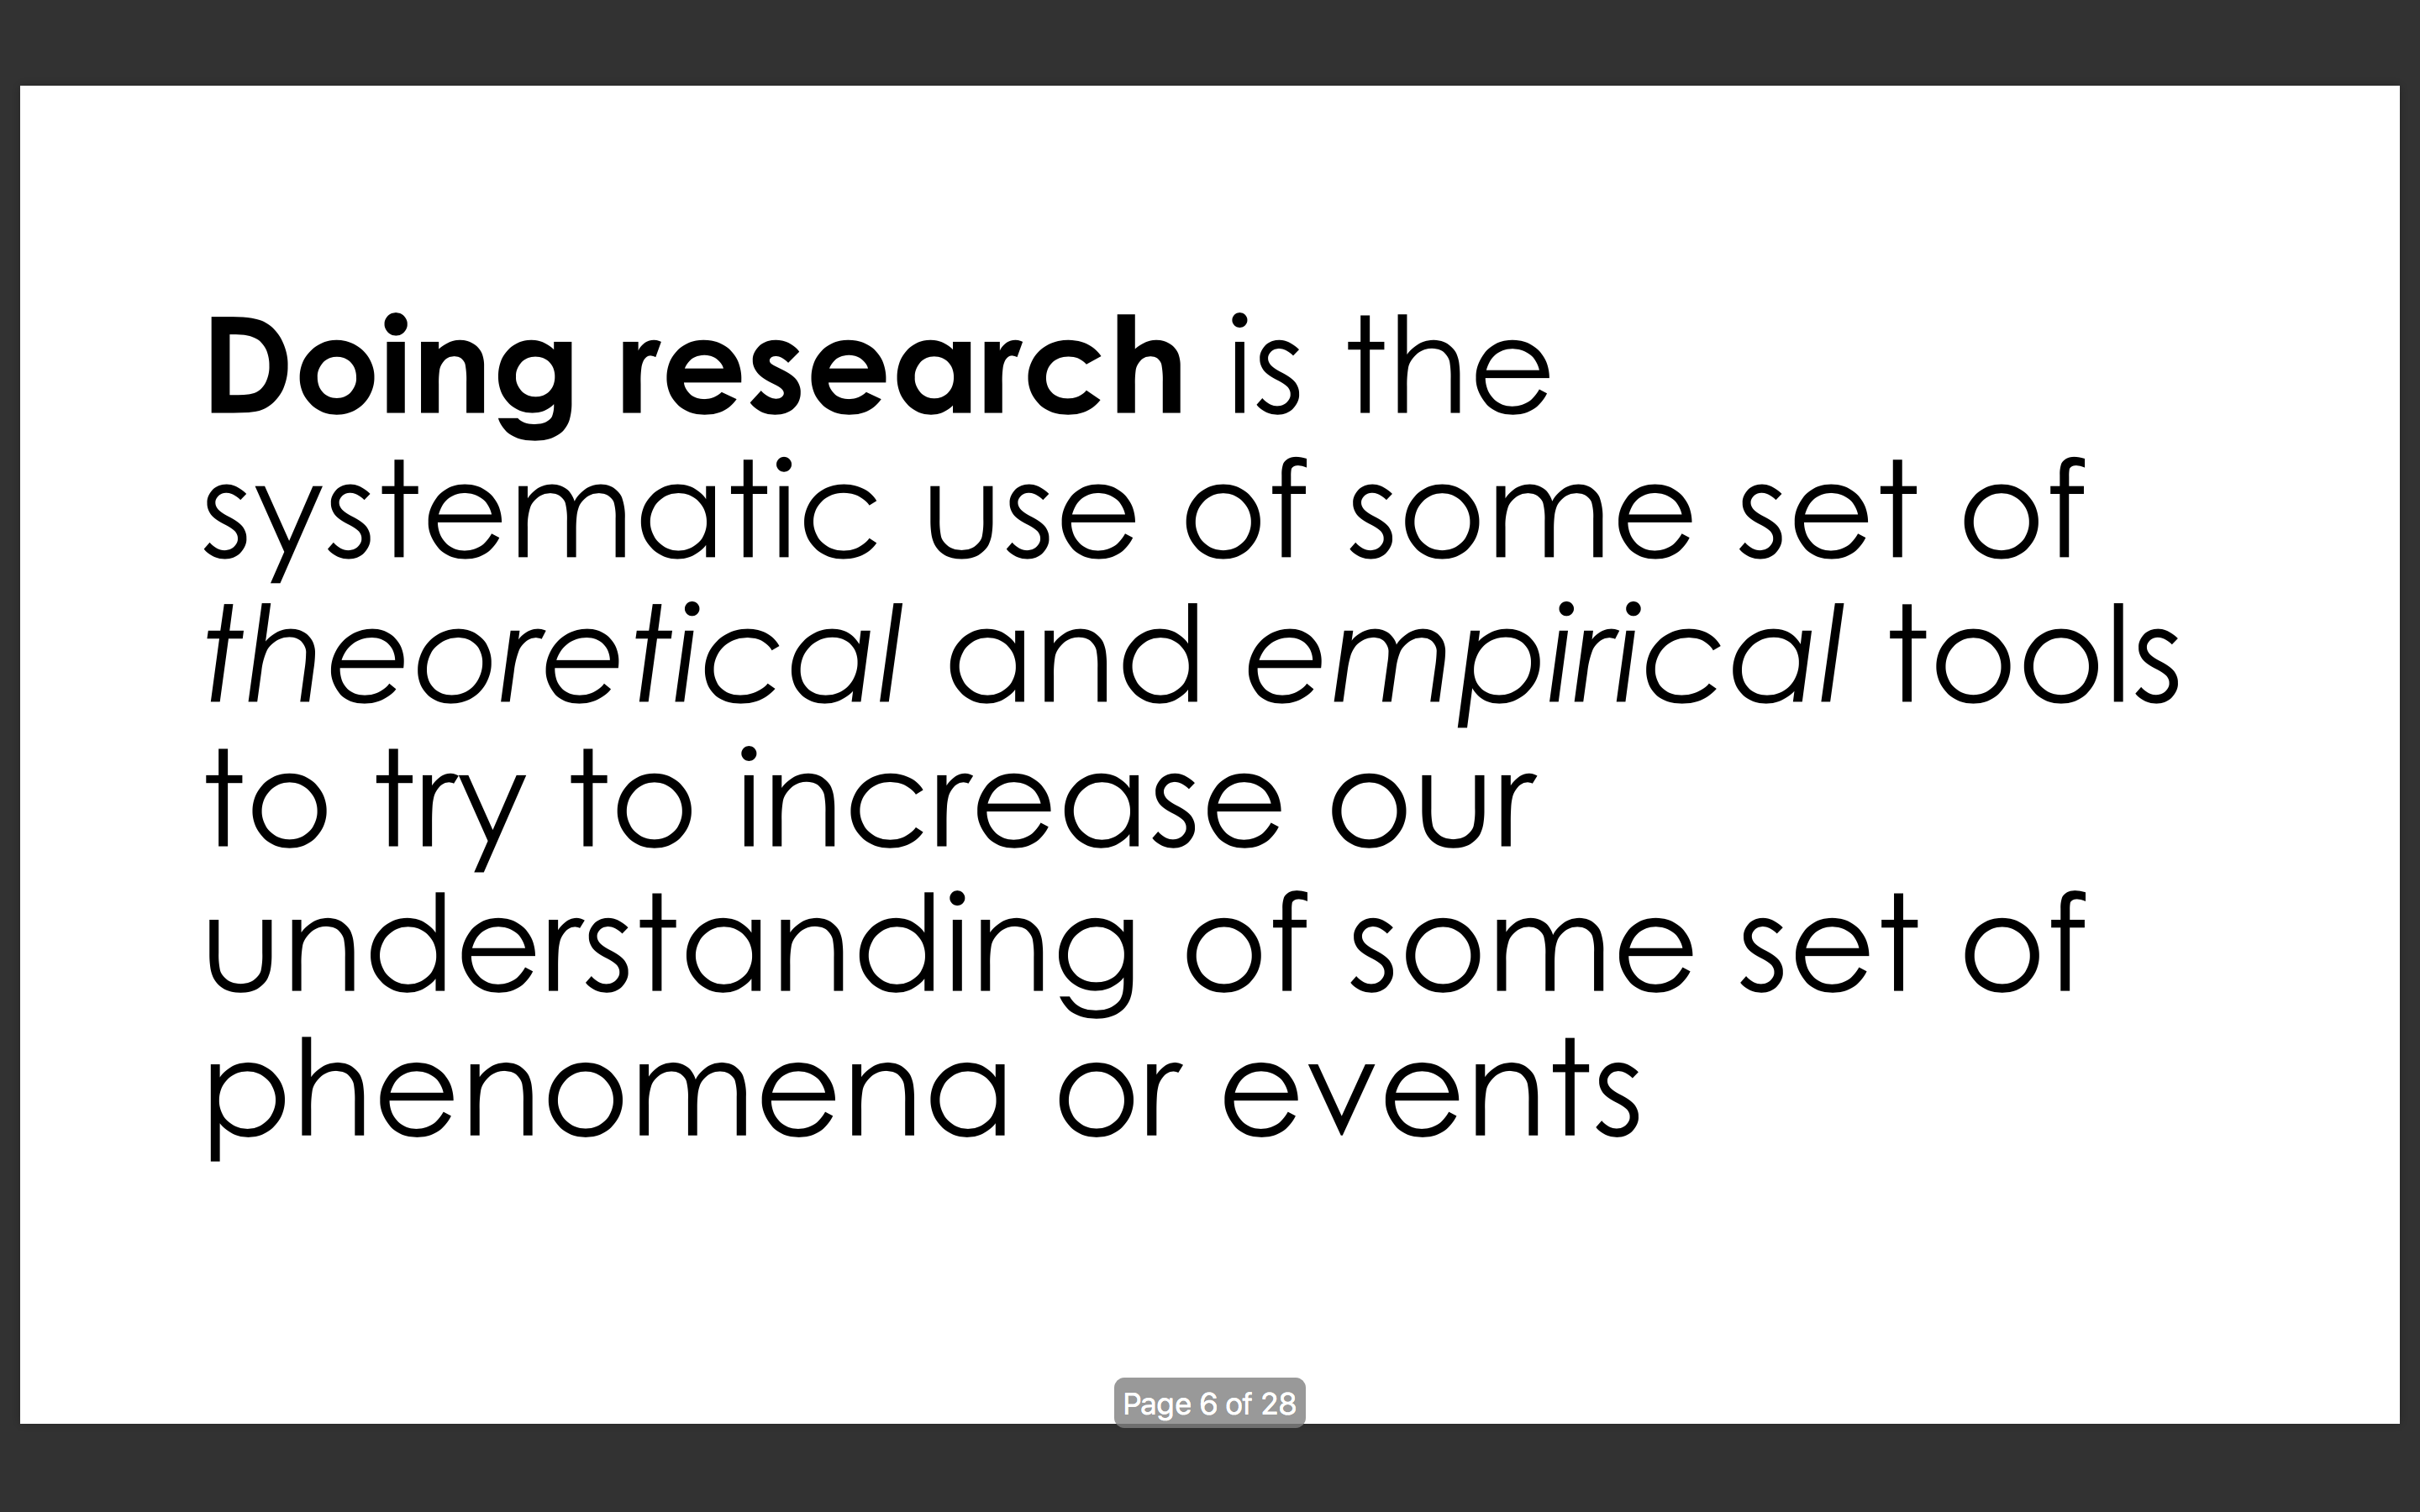 Doing research is the
systematic use of some set of
theoretical and empirical tools
to try to increase our
understanding of some set of
phenomena or events
Page 6 of 28